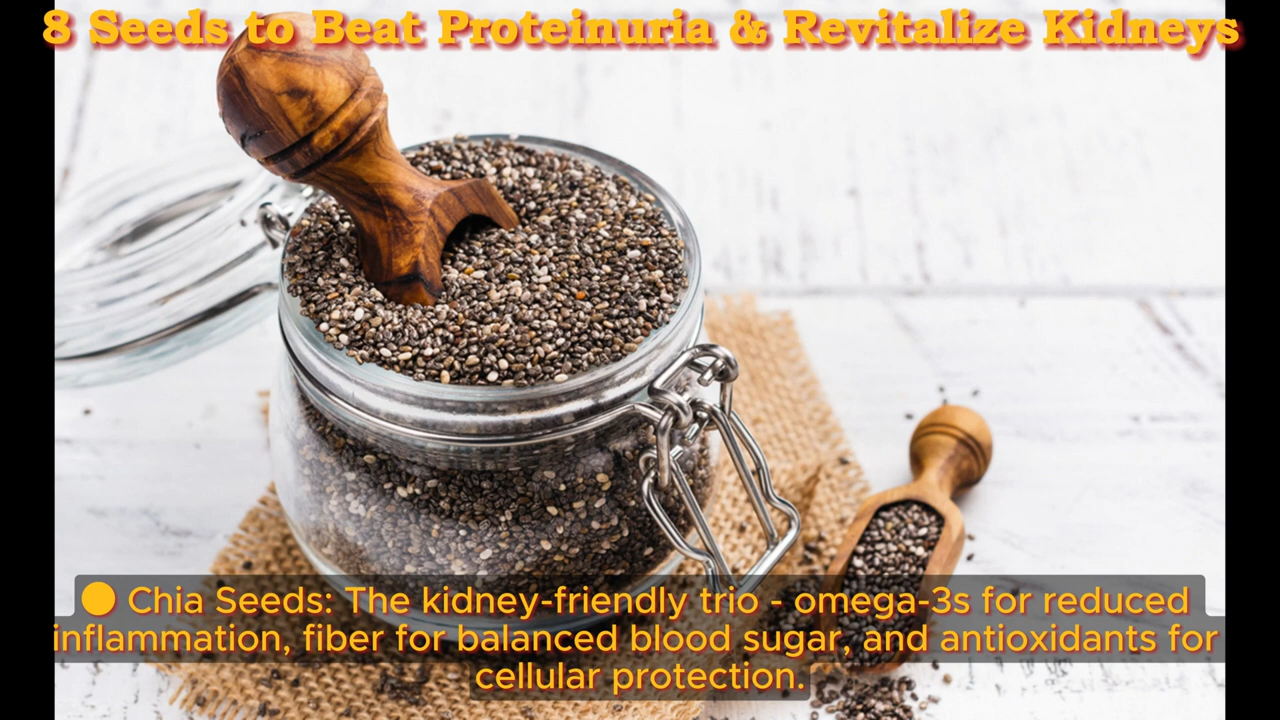 8 Seeds to Beat Proteinuria & Revitalize Kidneys
Chia Seeds: The kidney-friendly trio - omega-3s for reduced
inflammation, fiber for balanced blood sugar, and antioxidants for
cellular protection.